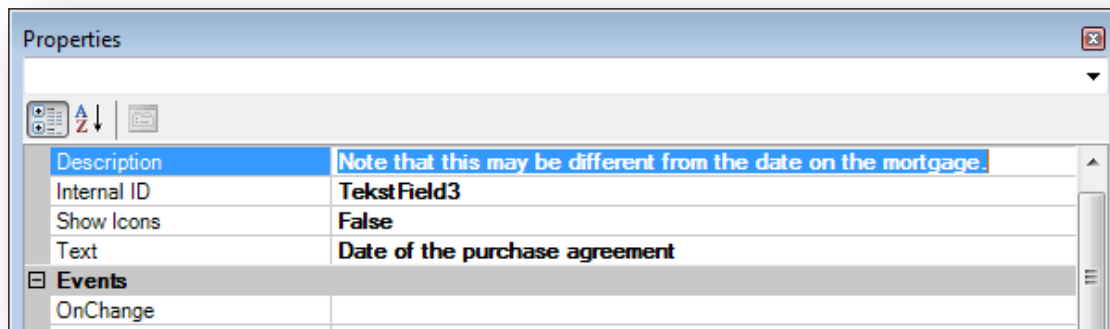 Properties
Description Note that this may be different from the date on the mortgage.
Internal ID TekstField3
Show Icons False
Text Date of the purchase agreement
Events
OnChange